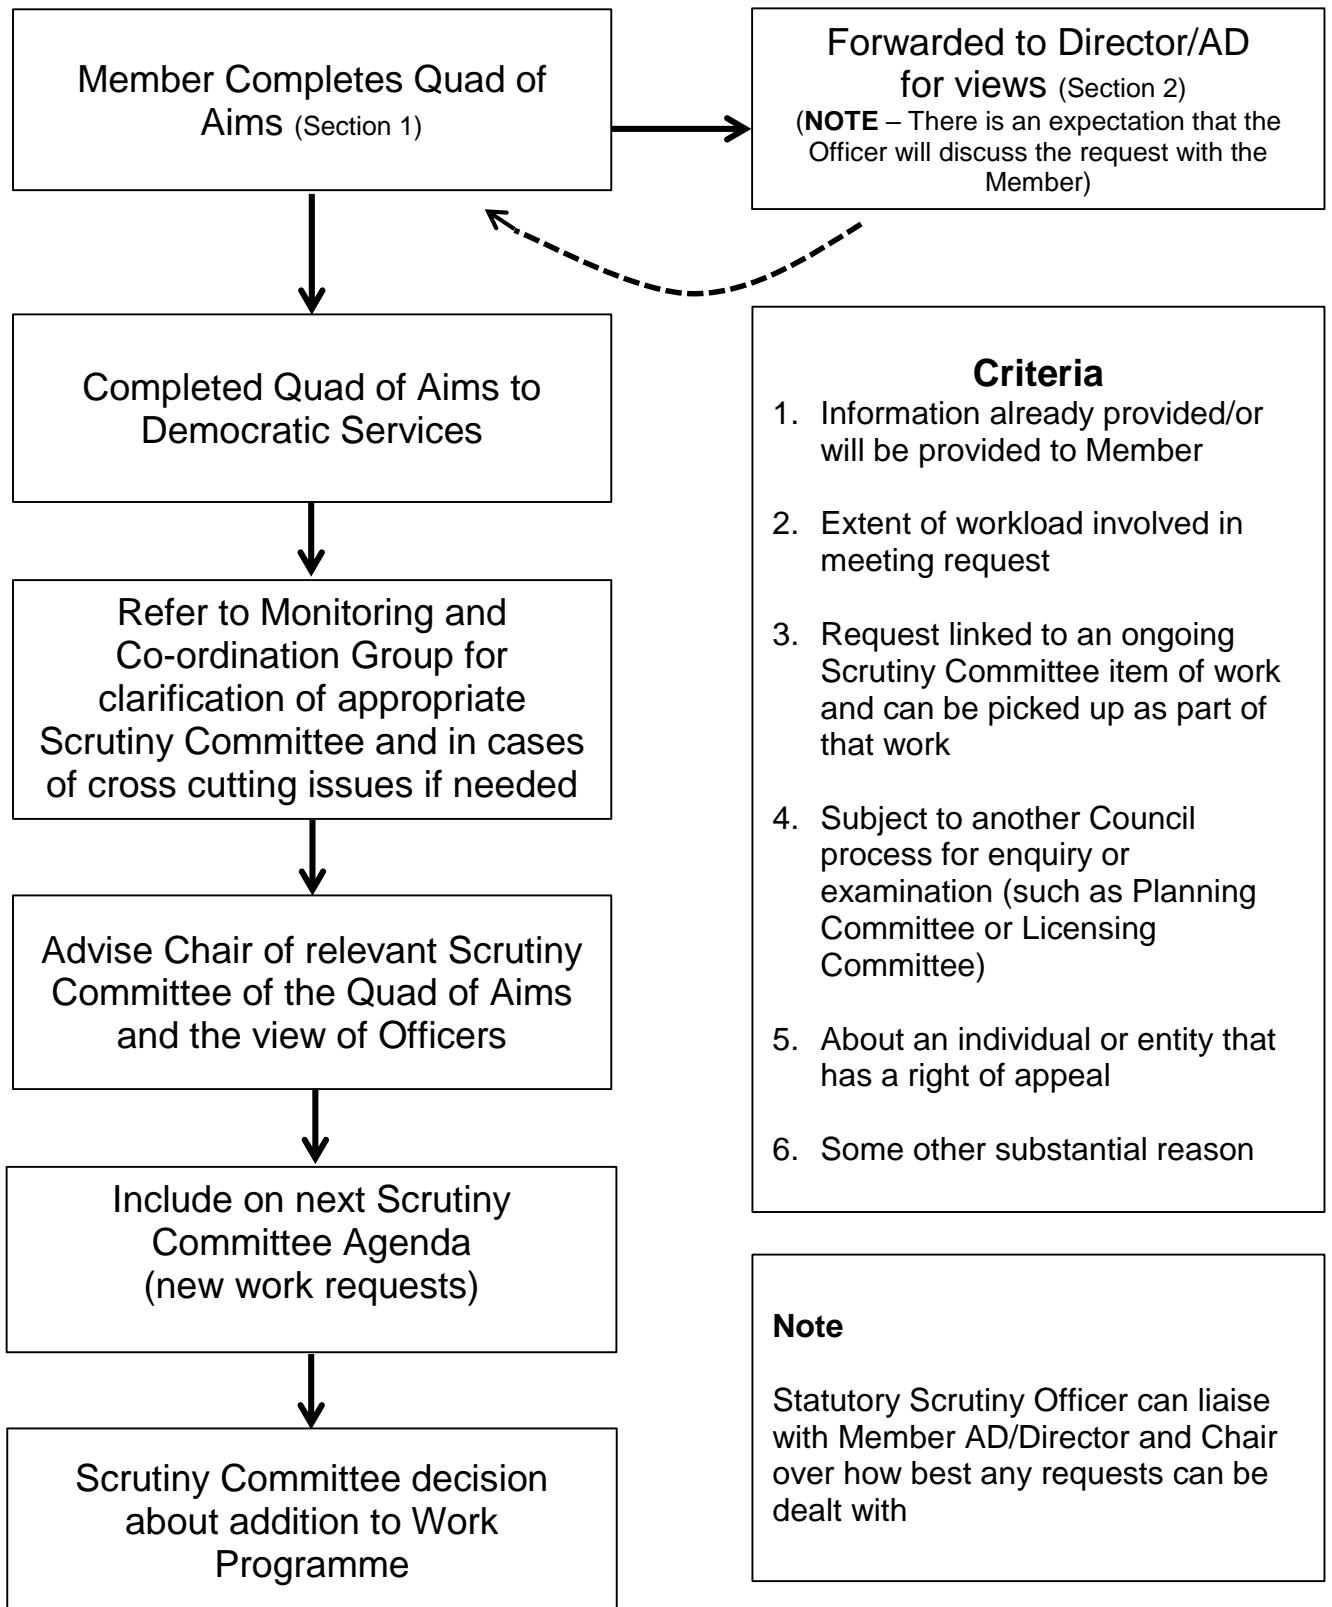 Member Completes Quad of
Aims (Section 1)
Forwarded to Director/AD
for views (Section 2)
(NOTE – There is an expectation that the
Officer will discuss the request with the
Member)
Completed Quad of Aims to
Democratic Services
Refer to Monitoring and
Co-ordination Group for
clarification of appropriate
Scrutiny Committee and in cases
of cross cutting issues if needed
Advise Chair of relevant Scrutiny
Committee of the Quad of Aims
and the view of Officers
Include on next Scrutiny
Committee Agenda
(new work requests)
Scrutiny Committee decision
about addition to Work
Programme
Criteria
1. Information already provided/or
will be provided to Member
2. Extent of workload involved in
meeting request
3. Request linked to an ongoing
Scrutiny Committee item of work
and can be picked up as part of
that work
4. Subject to another Council
process for enquiry or
examination (such as Planning
Committee or Licensing
Committee)
5. About an individual or entity that
has a right of appeal
6. Some other substantial reason
Note
Statutory Scrutiny Officer can liaise
with Member AD/Director and Chair
over how best any requests can be
dealt with